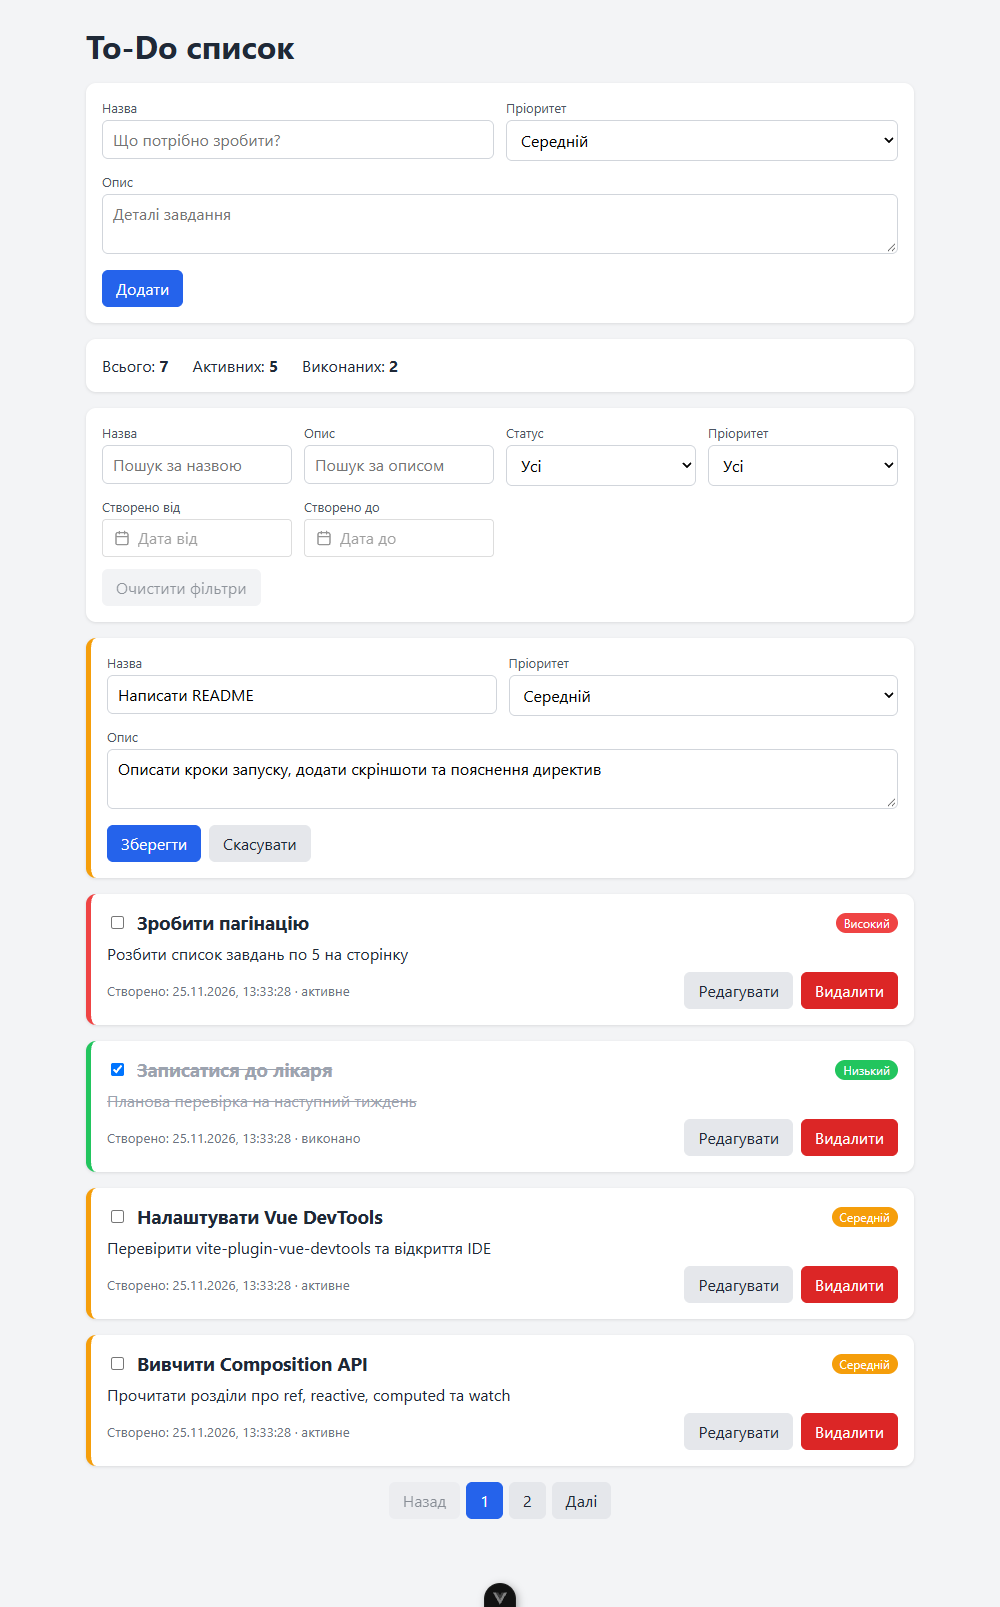 To-Do список
Назва Пріоритет
Що потрібно зробити? Середній
Опис
Деталі завдання
Додати
Всього: 7 Активних: 5 Виконаних: 2
Назва Опис Статус Пріоритет
Пошук за назвою Пошук за описом Усі Усі
Створено від Створено до
Дата від Дата до
Очистити фільтри
Назва Пріоритет
Написати README Середній
Опис
Описати кроки запуску, додати скріншоти та пояснення директив
Зберегти Скасувати
Зробити пагінацію Високий
Розбити список завдань по 5 на сторінку
Створено: 25.11.2026, 13:33:28 · активне Редагувати Видалити
Записатися до лікаря Низький
Планова перевірка на наступний тиждень
Створено: 25.11.2026, 13:33:28 · виконано Редагувати Видалити
Налаштувати Vue DevTools Середній
Перевірити vite-plugin-vue-devtools та відкриття IDE
Створено: 25.11.2026, 13:33:28 · активне Редагувати Видалити
Вивчити Composition API Середній
Прочитати розділи про ref, reactive, computed та watch
Створено: 25.11.2026, 13:33:28 · активне Редагувати Видалити
Назад 1 2 Далі